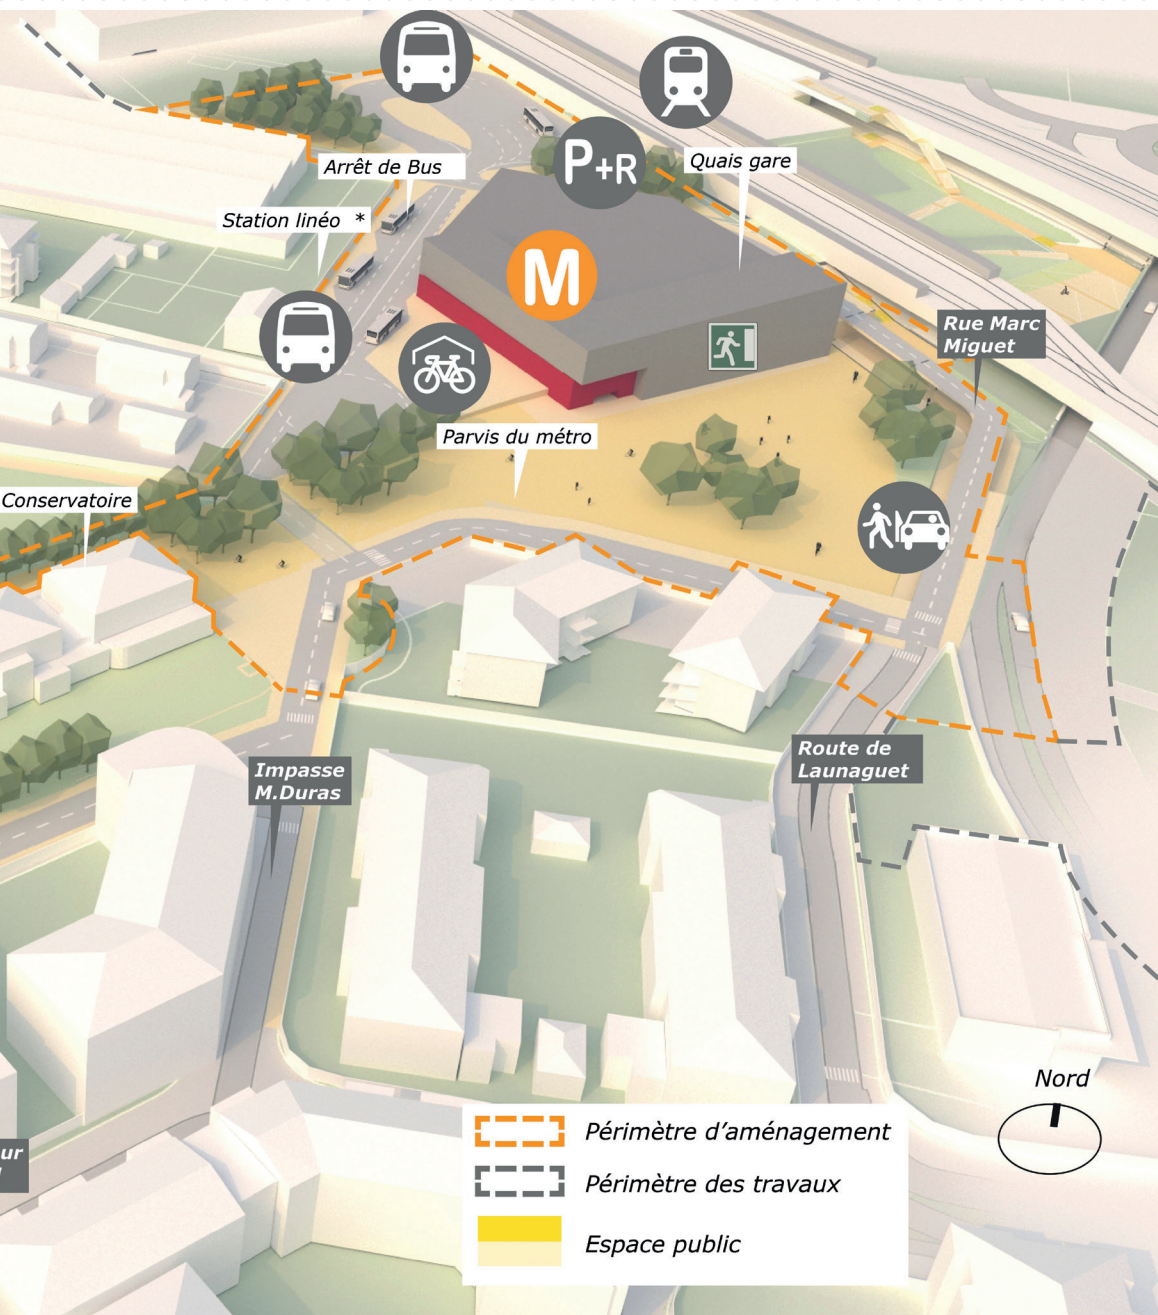 P+R
Quais gare
Arrêt de Bus
Station linéo *
M
Rue Marc
Miguet
Parvis du métro
Conservatoire
Route de
Launaguet
Impasse
M.Duras
Nord
Périmètre d'aménagement
ur
Périmètre des travaux
Espace public